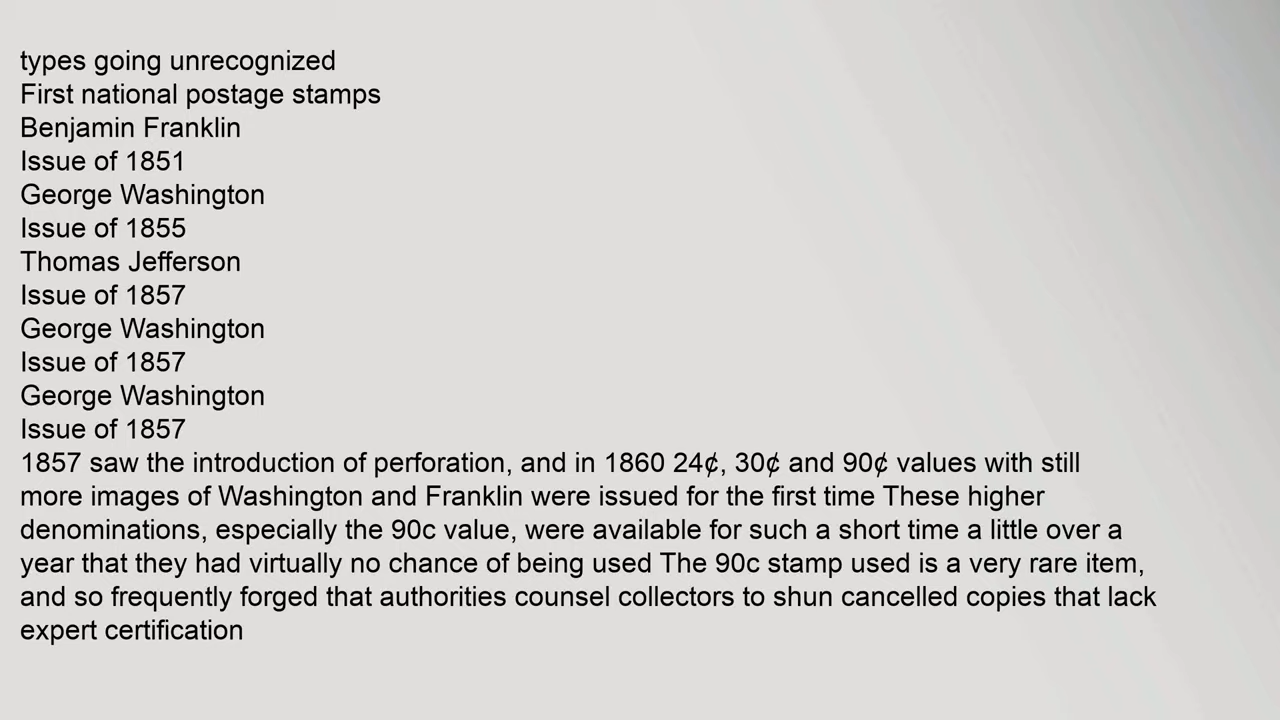 types going unrecognized
First national postage stamps
Benjamin Franklin
Issue of 1851
George Washington
Issue of 1855
Thomas Jefferson
Issue of 1857
George Washington
Issue of 1857
George Washington
Issue of 1857
1857 saw the introduction of perforation, and in 1860 24¢, 30¢ and 90¢ values with still
more images of Washington and Franklin were issued for the first time These higher
denominations, especially the 90c value, were available for such a short time a little over a
year that they had virtually no chance of being used The 90c stamp used is a very rare item,
and so frequently forged that authorities counsel collectors to shun cancelled copies that lack
expert certification